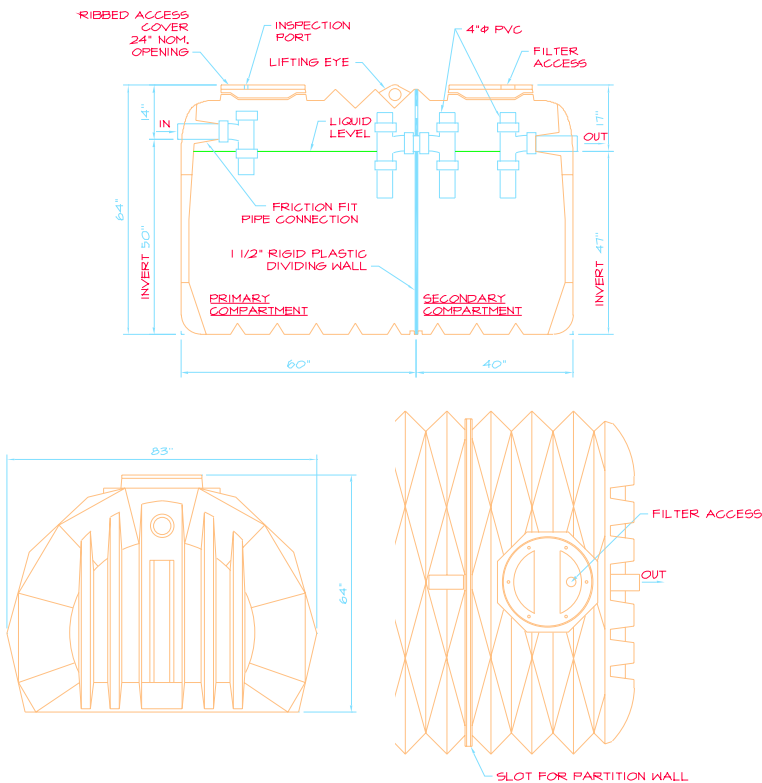 RIBBED ACCESS
COVER
24" NOM.
OPENING
INSPECTION
PORT
LIFTING EYE
4"Φ PVC
FILTER
ACCESS
14"
IN
LIQUID
LEVEL
17"
OUT
64"
FRICTION FIT
PIPE CONNECTION
INVERT 50"
1 1/2" RIGID PLASTIC
DIVIDING WALL
INVERT 47"
PRIMARY
COMPARTMENT
SECONDARY
COMPARTMENT
60"
40"
83"
64"
FILTER ACCESS
OUT
SLOT FOR PARTITION WALL